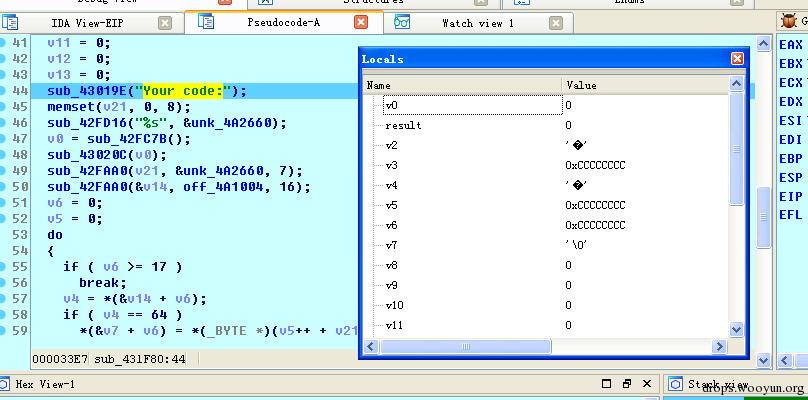 Debug View
Structures
Enums
IDA View-EIP
Pseudocode-A
Watch view 1
G
41 v11 = 0;
42 v12 = 0;
43 v13 = 0;
44 sub_43019E("Your code:");
45 memset(v21, 0, 8);
46 sub_42FD16("%s", &unk_4A2660);
47 v0 = sub_42FC7B();
48 sub_43020C(v0);
49 sub_42FAA0(v21, &unk_4A2660, 7);
50 sub_42FAA0(&v14, off_4A1004, 16);
51 v6 = 0;
52 v5 = 0;
53 do
54 {
55 if ( v6 >= 17 )
56 break;
57 v4 = *(&v14 + v6);
58 if ( v4 == 64 )
59 *(&v7 + v6) = *(_BYTE *)(v5++ + v21
000033E7 sub_431F80:44
Locals
Name Value
v0 0
result 0
v2 '�'
v3 0xCCCCCCCC
v4 '�'
v5 0xCCCCCCCC
v6 0xCCCCCCCC
v7 '\0'
v8 0
v9 0
v10 0
v11 0
EAX
EBX
ECX
EDX
ESI
EDI
EBP
ESP
EIP
EFL
Hex View-1
Stack view
drops.wooyun.org